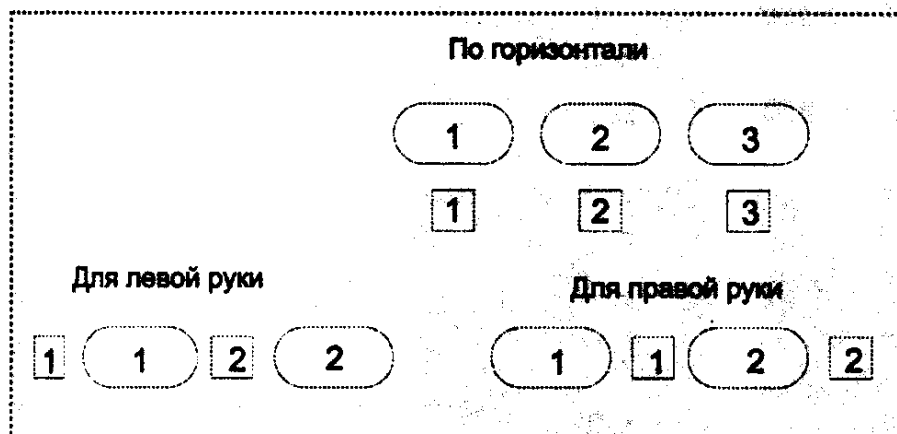 По горизонтали
1 2 3
1 2 3
Для левой руки
Для правой руки
1 1 2 2
1 1 2 2